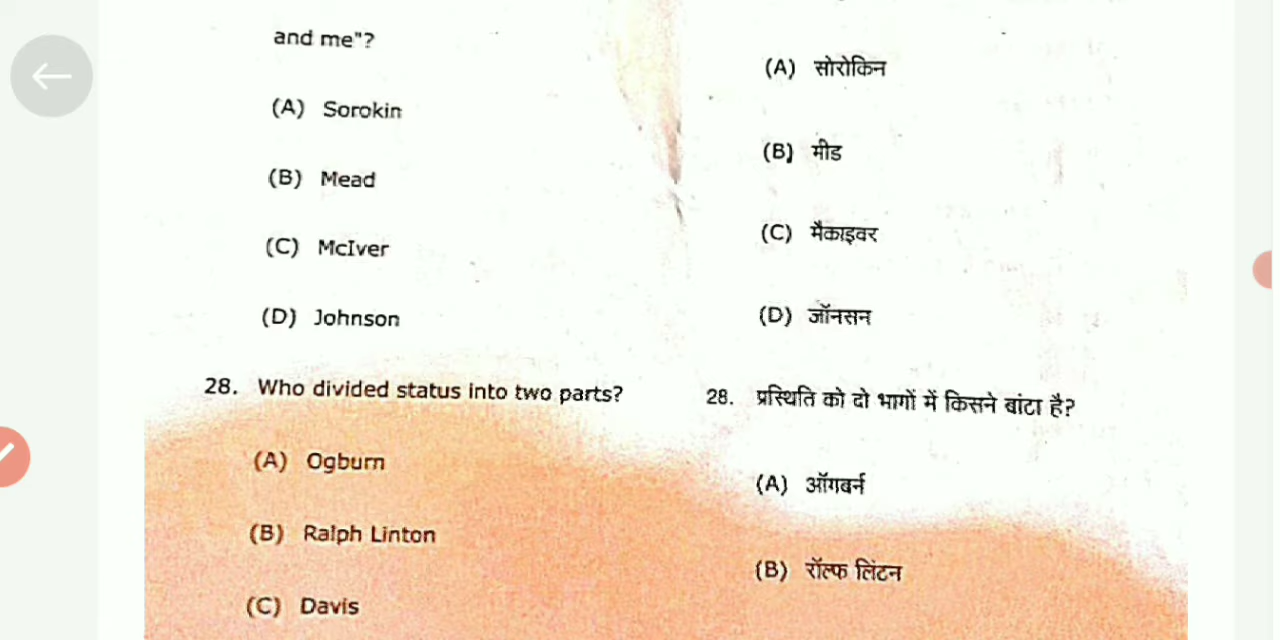 and me"?
(A) Sorokin
(B) Mead
(C) McIver
(D) Johnson
28. Who divided status into two parts?
(A) Ogburn
(B) Ralph Linton
(C) Davis
(A) सोरोकिन
(B) मीड
(C) मैकाइवर
(D) जॉनसन
28. प्रस्थिति को दो भागों में किसने बांटा है?
(A) ऑगबर्न
(B) रॉल्फ लिंटन